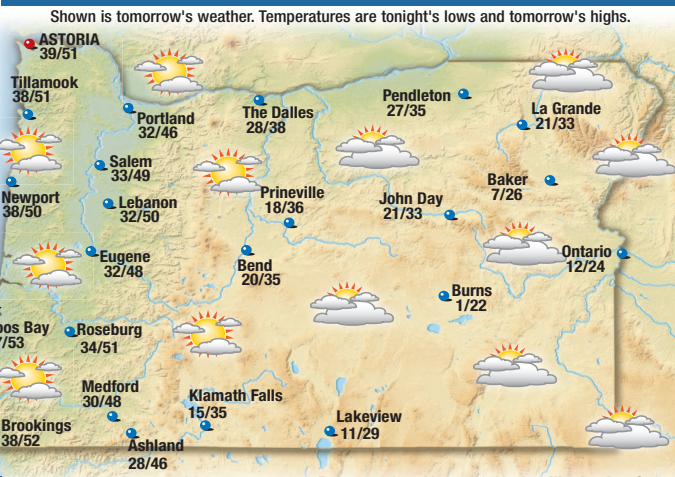 Shown is tomorrow's weather. Temperatures are tonight's lows and tomorrow's highs.
ASTORIA
39/51
Tillamook
38/51
Portland
32/46
The Dalles
28/38
Pendleton
27/35
La Grande
21/33
Salem
33/49
Newport
38/50
Lebanon
32/50
Prineville
18/36
John Day
21/33
Baker
7/26
Eugene
32/48
Bend
20/35
Ontario
12/24
Burns
1/22
oos Bay
7/53
Roseburg
34/51
Medford
30/48
Klamath Falls
15/35
Brookings
38/52
Ashland
28/46
Lakeview
11/29